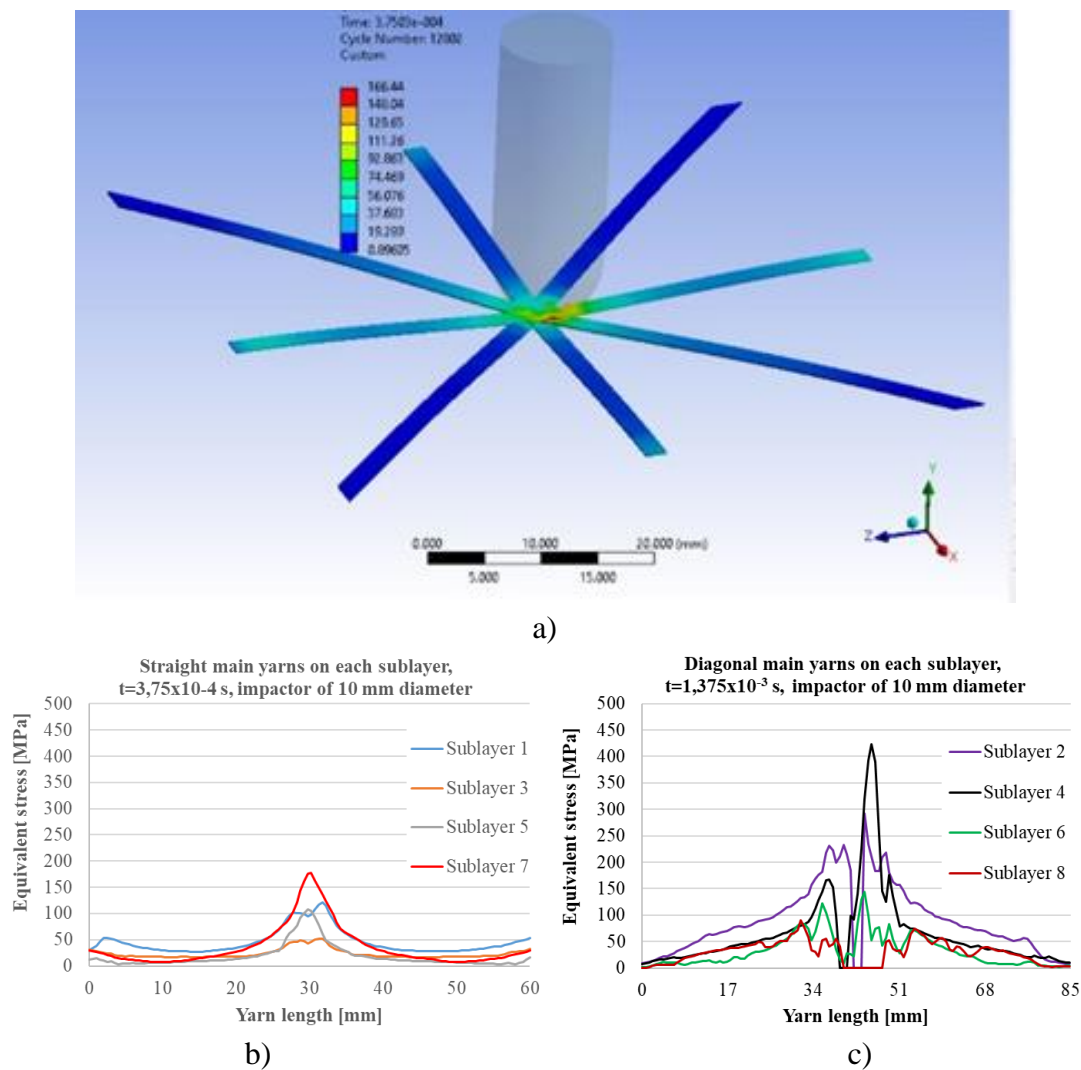 Time: 3.7503e-004
Cycle Number: 12002
Custom
166.44
148.04
129.65
111.26
92.867
74.469
56.076
37.683
19.293
0.89605
Y
Z
X
0.000 10.000 20.000 (mm)
5.000 15.000
a)
Straight main yarns on each sublayer,
t=3,75x10-4 s, impactor of 10 mm diameter
Equivalent stress [MPa]
500
450
400
350
300
250
200
150
100
50
0
Sublayer 1
Sublayer 3
Sublayer 5
Sublayer 7
0 10 20 30 40 50 60
Yarn length [mm]
b)
Diagonal main yarns on each sublayer,
t=1,375x10-3 s, impactor of 10 mm diameter
Equivalent stress [MPa]
500
450
400
350
300
250
200
150
100
50
0
Sublayer 2
Sublayer 4
Sublayer 6
Sublayer 8
0 17 34 51 68 85
Yarn length [mm]
c)